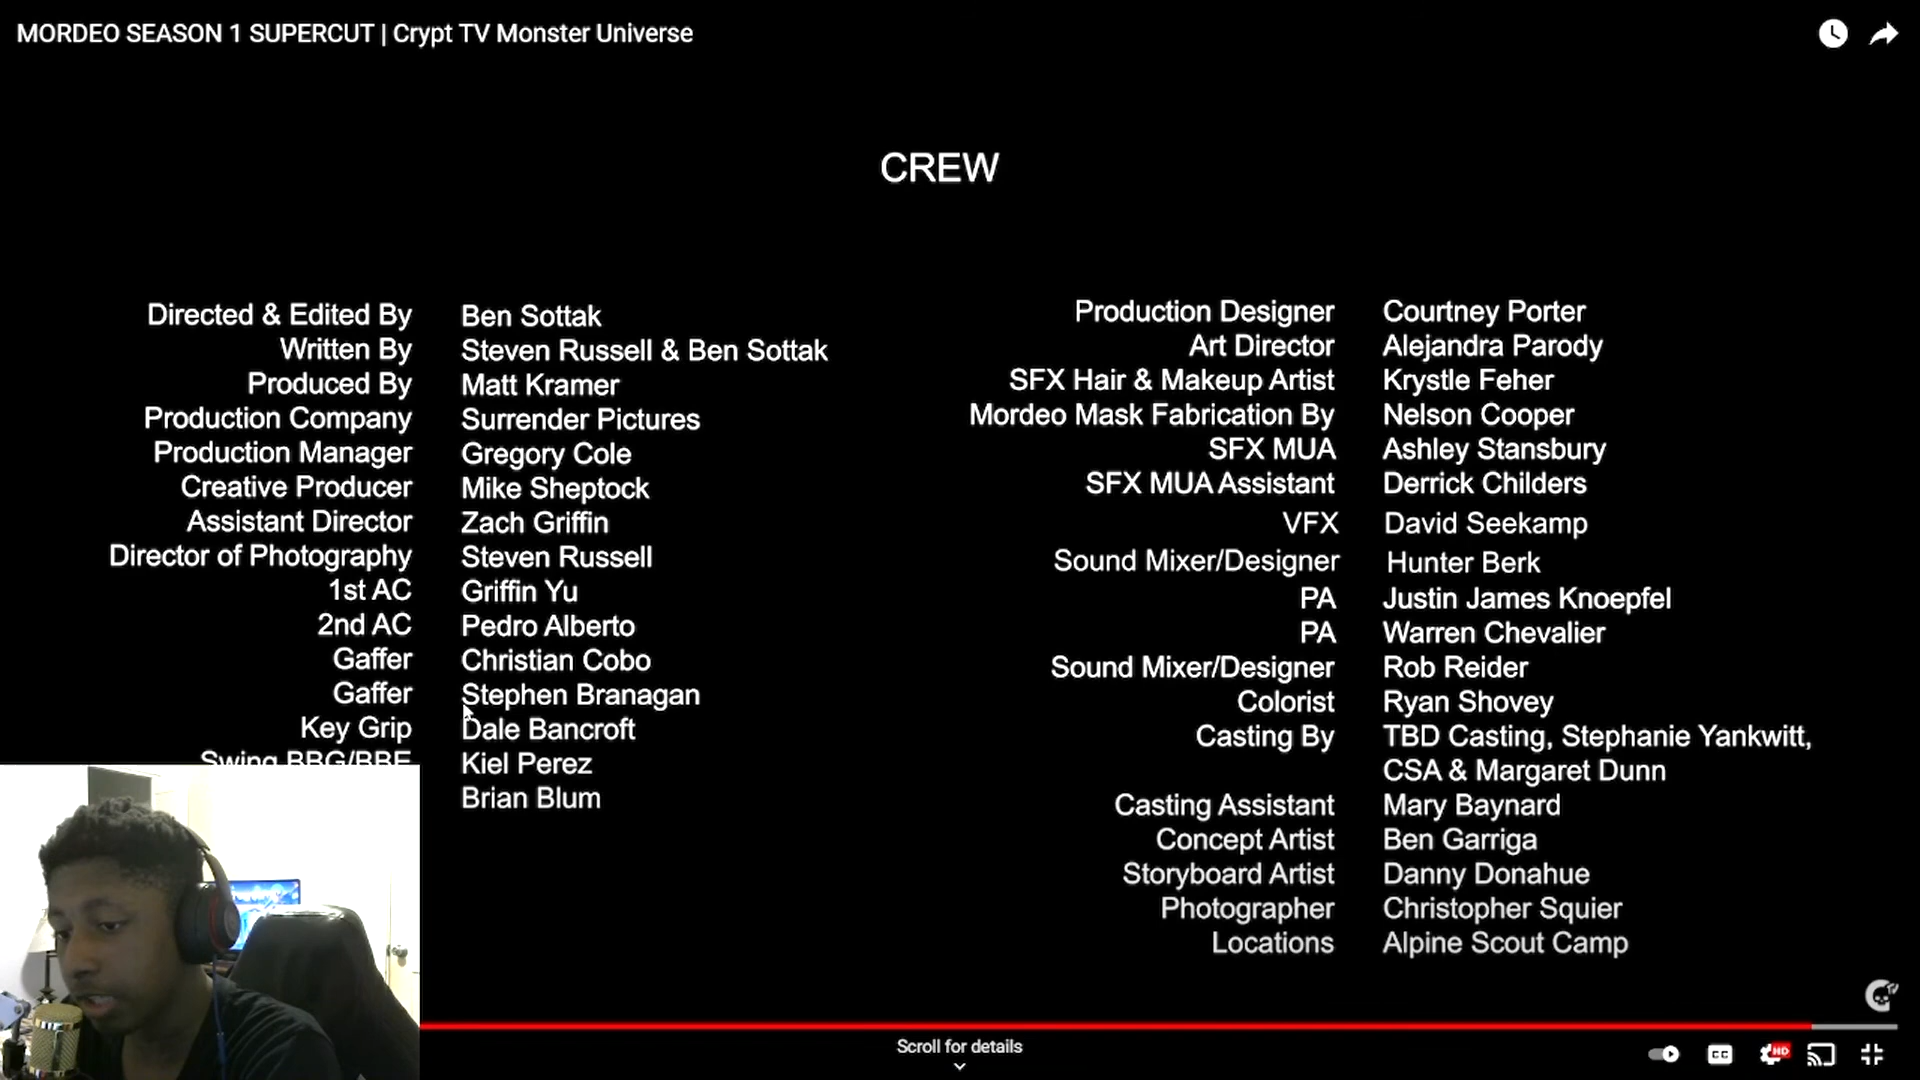 MORDEO SEASON 1 SUPERCUT | Crypt TV Monster Universe
CREW
Directed & Edited By Ben Sottak
Written By Steven Russell & Ben Sottak
Produced By Matt Kramer
Production Company Surrender Pictures
Production Manager Gregory Cole
Creative Producer Mike Sheptock
Assistant Director Zach Griffin
Director of Photography Steven Russell
1st AC Griffin Yu
2nd AC Pedro Alberto
Gaffer Christian Cobo
Gaffer Stephen Branagan
Key Grip Dale Bancroft
Swing BBG/BBE Kiel Perez
Brian Blum
Production Designer Courtney Porter
Art Director Alejandra Parody
SFX Hair & Makeup Artist Krystle Feher
Mordeo Mask Fabrication By Nelson Cooper
SFX MUA Ashley Stansbury
SFX MUA Assistant Derrick Childers
VFX David Seekamp
Sound Mixer/Designer Hunter Berk
PA Justin James Knoepfel
PA Warren Chevalier
Sound Mixer/Designer Rob Reider
Colorist Ryan Shovey
Casting By TBD Casting, Stephanie Yankwitt,
CSA & Margaret Dunn
Casting Assistant Mary Baynard
Concept Artist Ben Garriga
Storyboard Artist Danny Donahue
Photographer Christopher Squier
Locations Alpine Scout Camp
Scroll for details
CC
HD